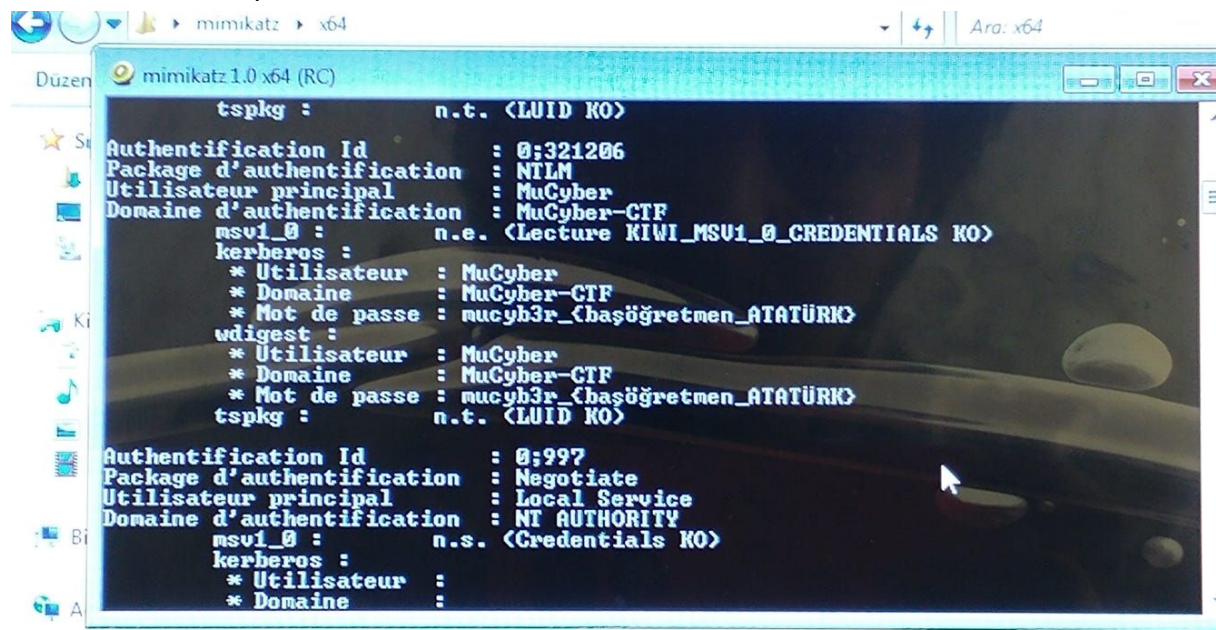 mimikatz ▸ x64
Ara: x64
Düzen
mimikatz 1.0 x64 (RC)
tspkg : n.t. (LUID KO)
Authentification Id : 0;321206
Package d'authentification : NTLM
Utilisateur principal : MuCyber
Domaine d'authentification : MuCyber-CTF
msv1_0 : n.e. (Lecture KIWI_MSV1_0_CREDENTIALS KO)
kerberos :
* Utilisateur : MuCyber
* Domaine : MuCyber-CTF
* Mot de passe : mucyb3r_{başöğretmen_ATATÜRK}
wdigest :
* Utilisateur : MuCyber
* Domaine : MuCyber-CTF
* Mot de passe : mucyb3r_{başöğretmen_ATATÜRK}
tspkg : n.t. (LUID KO)
Authentification Id : 0;997
Package d'authentification : Negotiate
Utilisateur principal : Local Service
Domaine d'authentification : NT AUTHORITY
msv1_0 : n.s. (Credentials KO)
kerberos :
* Utilisateur :
* Domaine :